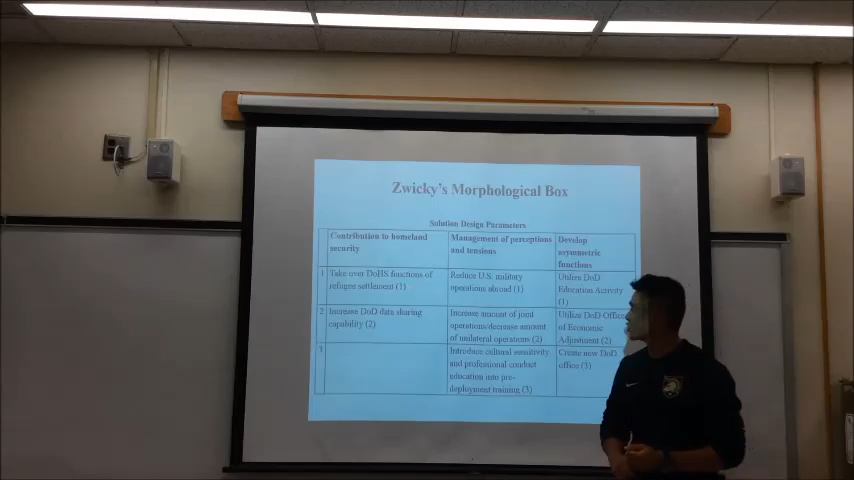 Zwicky's Morphological Box
Solution Design Parameters
Contribution to homeland security
Management of perceptions and tensions
Develop asymmetric functions
1 Take over DoHS functions of refugee settlement (1)
Reduce U.S. military operations abroad (1)
Utilize DoD Education Activity (1)
2 Increase DoD data sharing capability (2)
Increase amount of joint operations/decrease amount of unilateral operations (2)
Utilize DoD Office of Economic Adjustment (2)
3
Introduce cultural sensitivity and professional conduct education into pre-deployment training (3)
Create new DoD office (3)